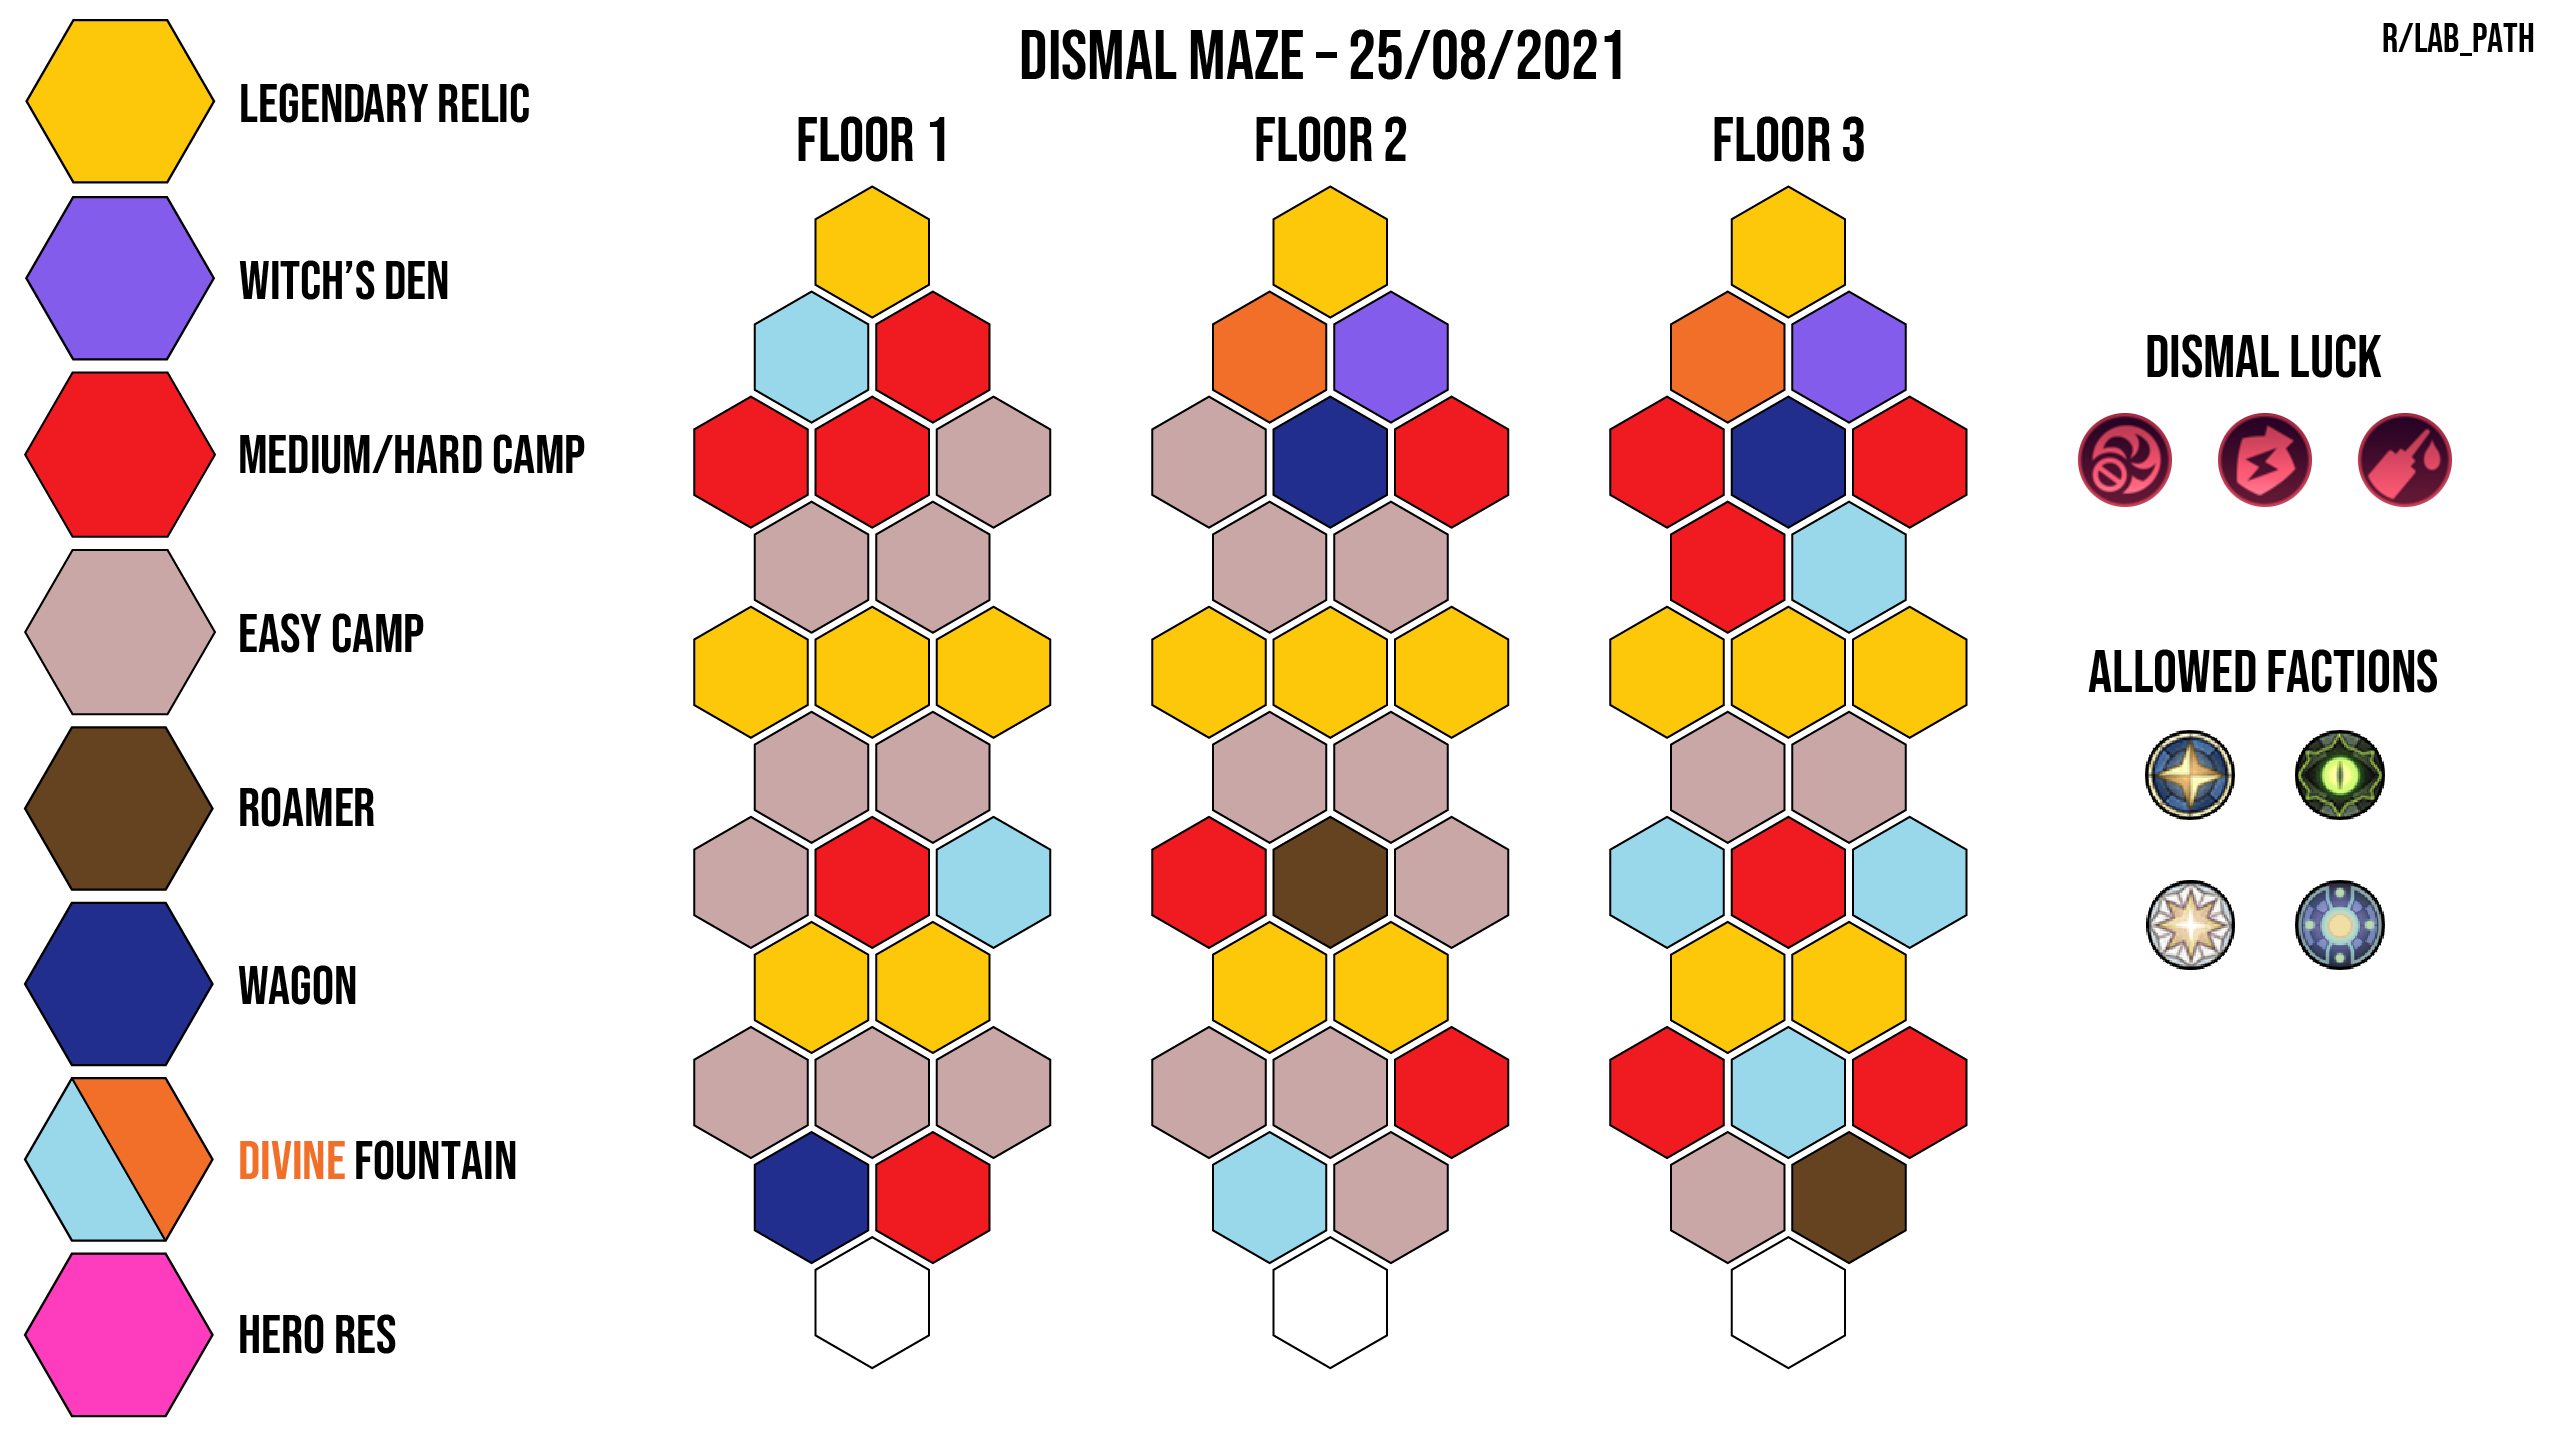 DISMAL MAZE – 25/08/2021
R/LAB_PATH
LEGENDARY RELIC
WITCH'S DEN
MEDIUM/HARD CAMP
EASY CAMP
ROAMER
WAGON
DIVINE FOUNTAIN
HERO RES
FLOOR 1
FLOOR 2
FLOOR 3
DISMAL LUCK
ALLOWED FACTIONS